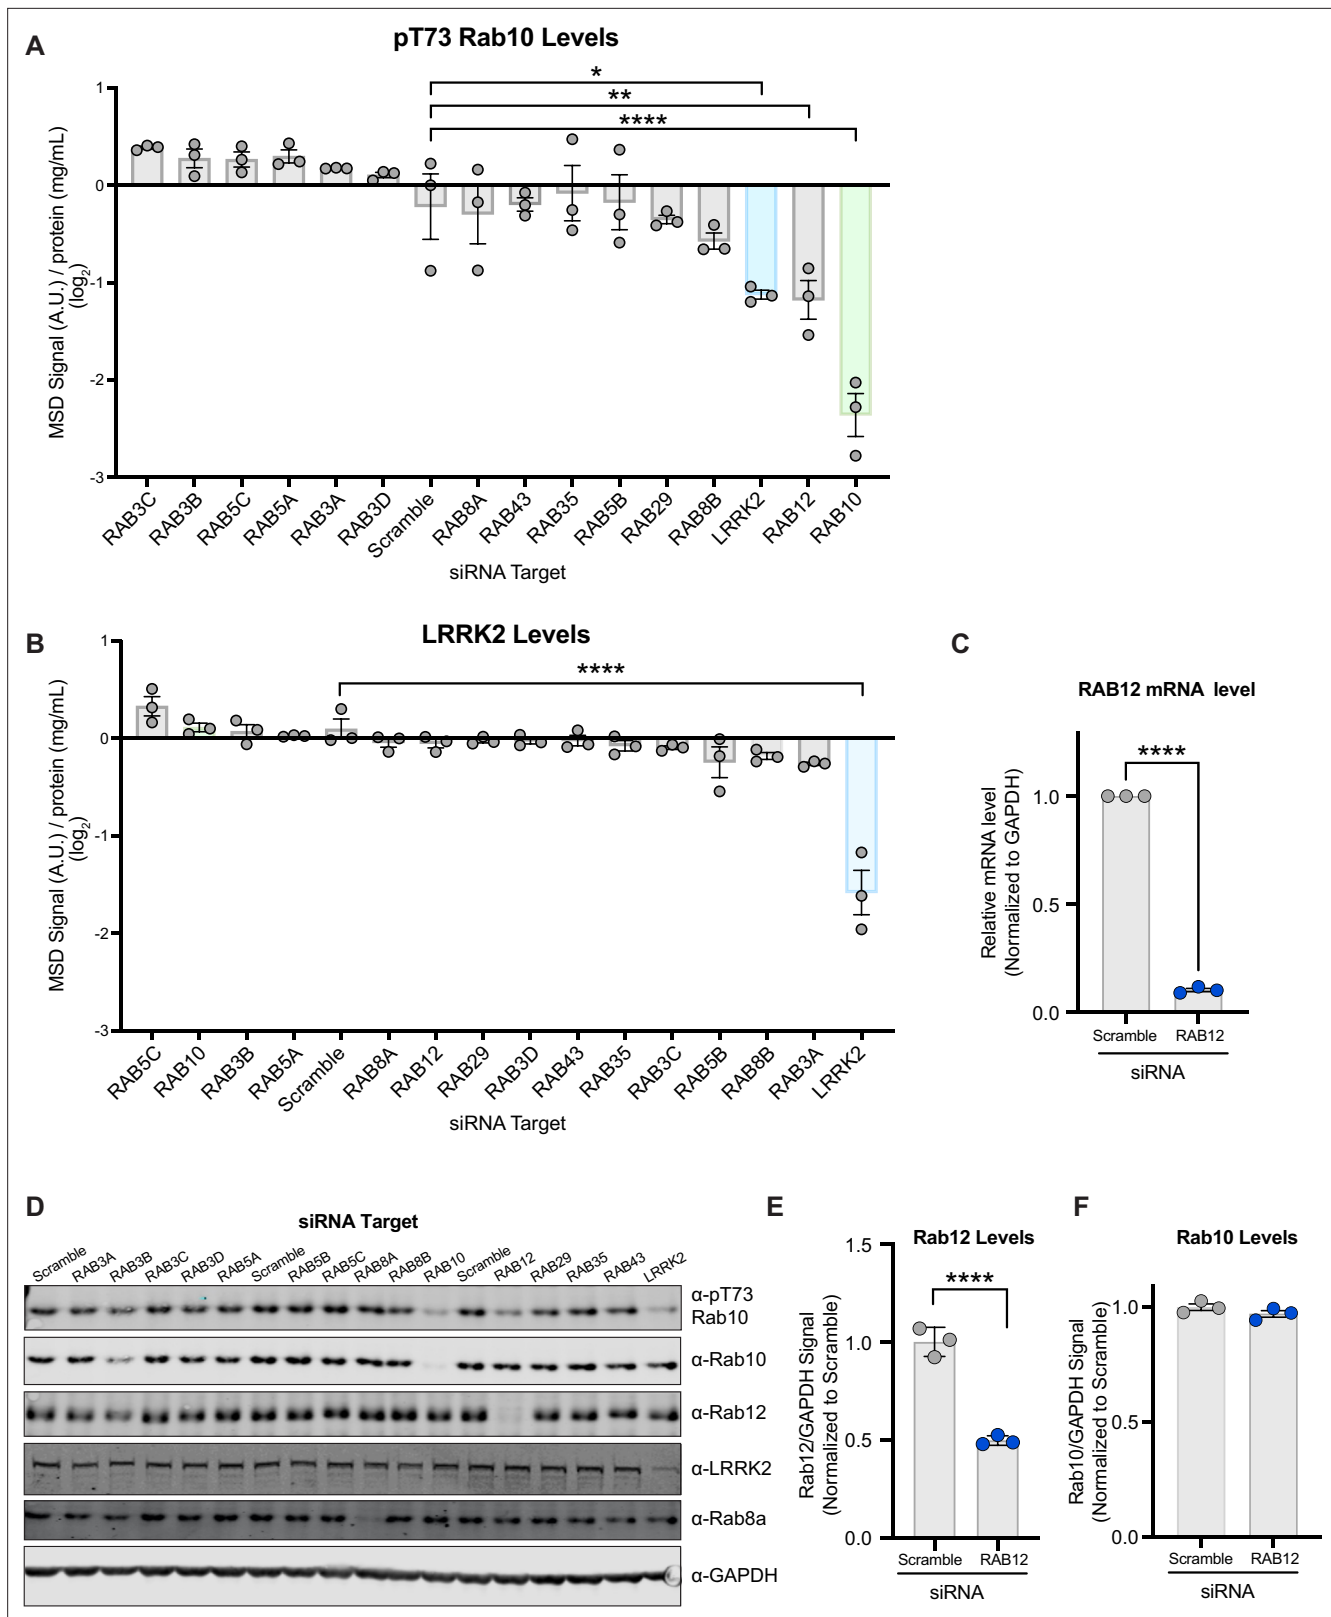 A
pT73 Rab10 Levels
*
**
****
1
0
-1
-2
-3
MSD Signal (A.U.) / protein (mg/mL)
(log2)
RAB3C
RAB3B
RAB5C
RAB5A
RAB3A
RAB3D
Scramble
RAB8A
RAB43
RAB35
RAB5B
RAB29
RAB8B
LRRK2
RAB12
RAB10
siRNA Target
B
LRRK2 Levels
****
1
0
-1
-2
-3
MSD Signal (A.U.) / protein (mg/mL)
(log2)
RAB5C
RAB10
RAB3B
RAB5A
Scramble
RAB8A
RAB12
RAB29
RAB3D
RAB43
RAB35
RAB3C
RAB5B
RAB8B
RAB3A
LRRK2
siRNA Target
C
RAB12 mRNA level
****
1.0
0.5
0.0
Relative mRNA level
(Normalized to GAPDH)
Scramble
RAB12
siRNA
D
siRNA Target
Scramble
RAB3A
RAB3B
RAB3C
RAB3D
RAB5A
Scramble
RAB5B
RAB5C
RAB8A
RAB8B
RAB10
Scramble
RAB12
RAB29
RAB35
RAB43
LRRK2
α-pT73
Rab10
α-Rab10
α-Rab12
α-LRRK2
α-Rab8a
α-GAPDH
E
Rab12 Levels
****
1.5
1.0
0.5
0.0
Rab12/GAPDH Signal
(Normalized to Scramble)
Scramble
RAB12
siRNA
F
Rab10 Levels
1.0
0.5
0.0
Rab10/GAPDH Signal
(Normalized to Scramble)
Scramble
RAB12
siRNA